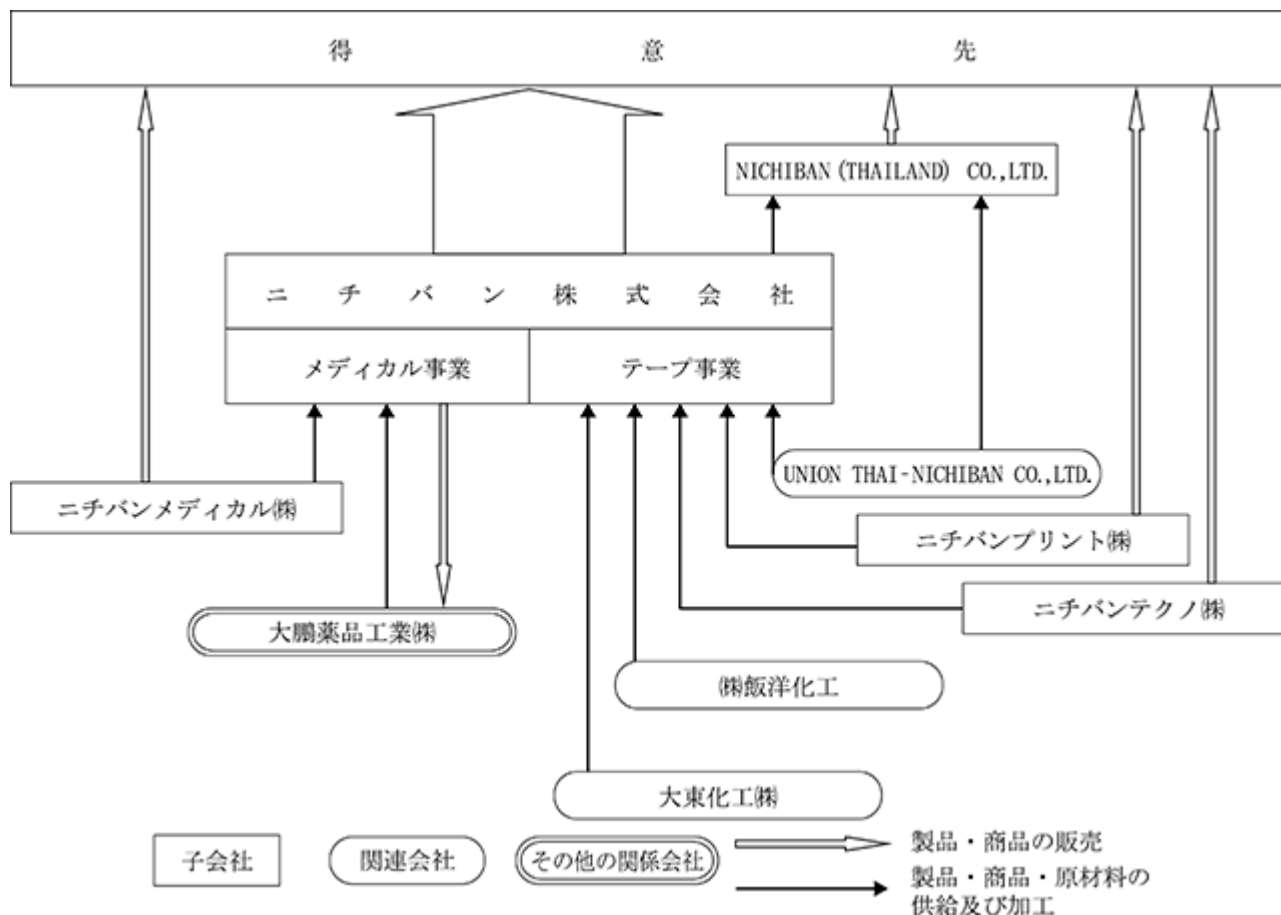 得意先
NICHIBAN (THAILAND) CO.,LTD.
ニチバン株式会社
メディカル事業
テープ事業
UNION THAI-NICHIBAN CO.,LTD.
ニチバンメディカル㈱
ニチバンプリント㈱
ニチバンテクノ㈱
大鵬薬品工業㈱
㈱飯洋化工
大東化工㈱
子会社
関連会社
その他の関係会社
製品・商品の販売
製品・商品・原材料の
供給及び加工